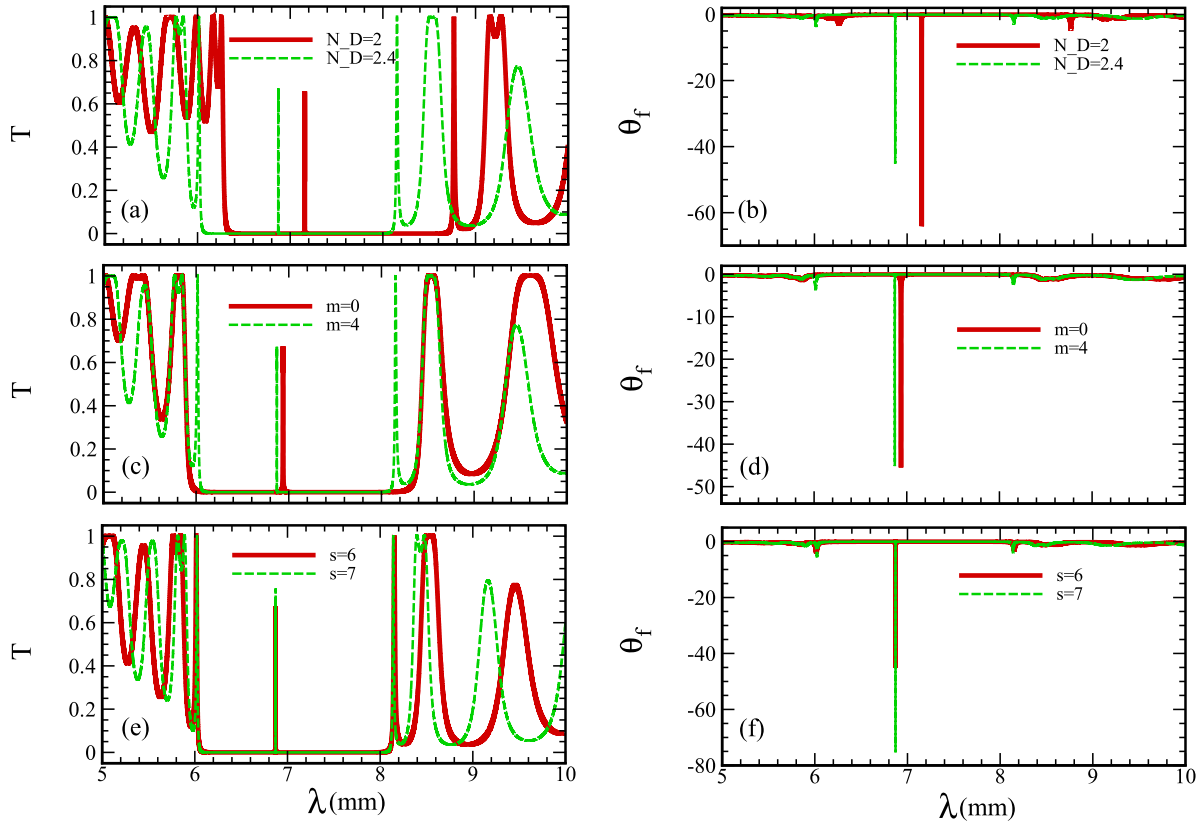 1
0.8
0.6
0.4
0.2
0
T
N_D=2
N_D=2.4
(a)
0
-20
-40
-60
θ_f
N_D=2
N_D=2.4
(b)
1
0.8
0.6
0.4
0.2
0
T
m=0
m=4
(c)
0
-10
-20
-30
-40
-50
θ_f
m=0
m=4
(d)
1
0.8
0.6
0.4
0.2
0
T
s=6
s=7
(e)
5 6 7 8 9 10
λ (mm)
0
-20
-40
-60
-80
θ_f
s=6
s=7
(f)
5 6 7 8 9 10
λ (mm)